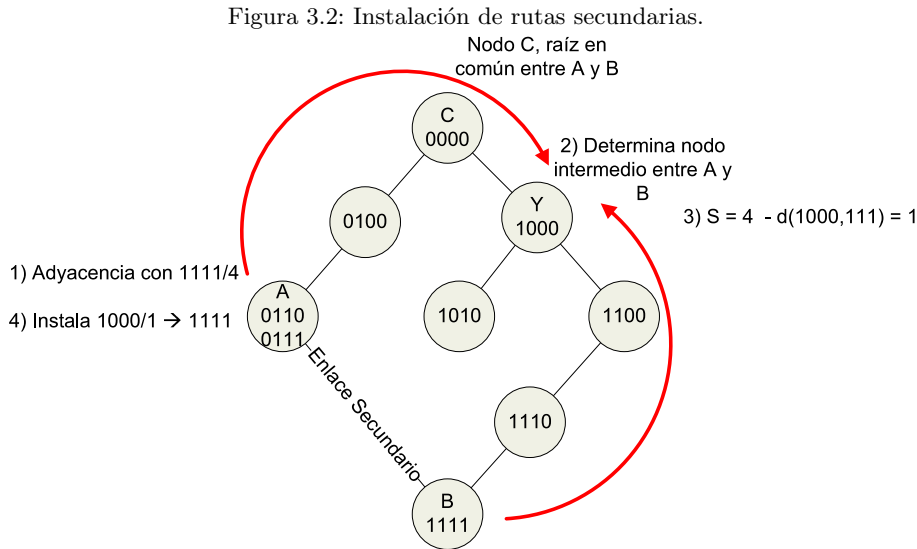 Figura 3.2: Instalación de rutas secundarias.
Nodo C, raíz en
común entre A y B
C
0000
2) Determina nodo
intermedio entre A y
B
Y
1000
0100
3) S = 4 - d(1000,111) = 1
1) Adyacencia con 1111/4
A
0110
0111
4) Instala 1000/1 → 1111
1010
1100
Enlace Secundario
1110
B
1111